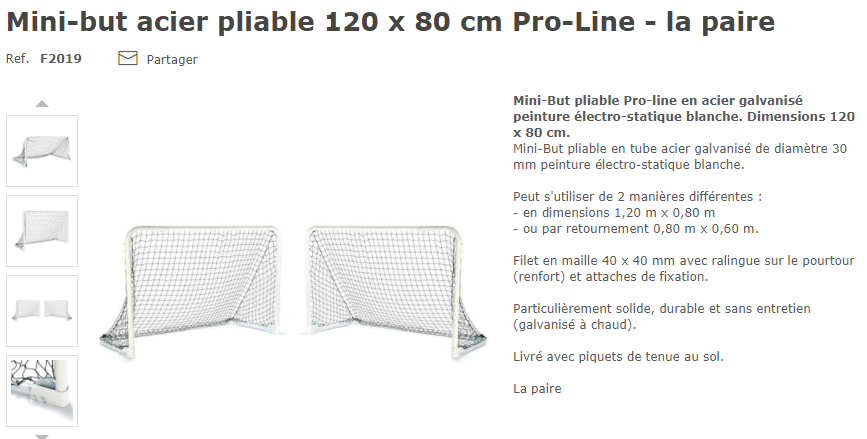 Mini-but acier pliable 120 x 80 cm Pro-Line - la paire
Ref. F2019 Partager
Mini-But pliable Pro-line en acier galvanisé
peinture électro-statique blanche. Dimensions 120
x 80 cm.
Mini-But pliable en tube acier galvanisé de diamètre 30
mm peinture électro-statique blanche.
Peut s'utiliser de 2 manières différentes :
- en dimensions 1,20 m x 0,80 m
- ou par retournement 0,80 m x 0,60 m.
Filet en maille 40 x 40 mm avec ralingue sur le pourtour
(renfort) et attaches de fixation.
Particulièrement solide, durable et sans entretien
(galvanisé à chaud).
Livré avec piquets de tenue au sol.
La paire